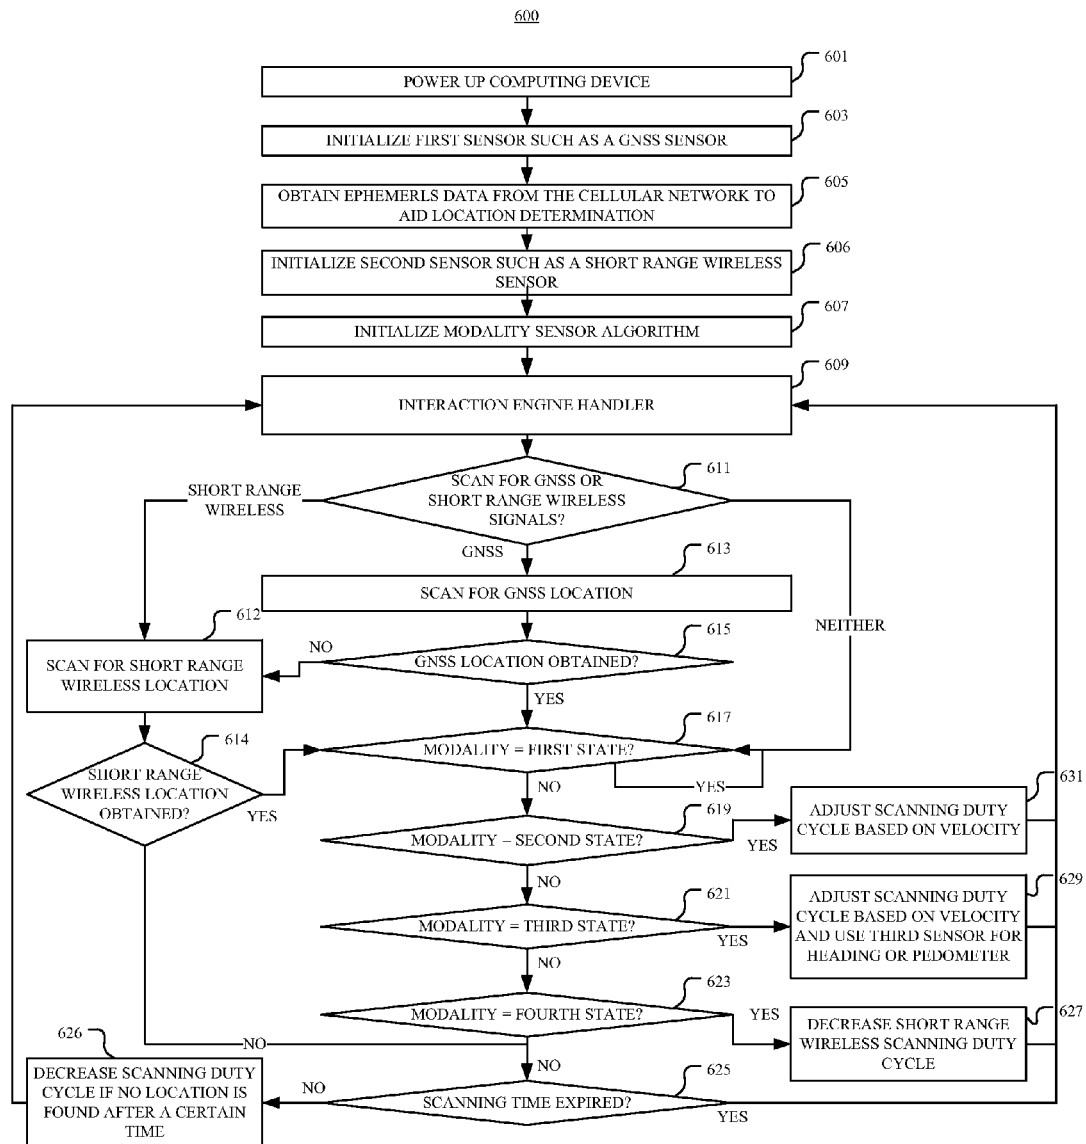 600
601
POWER UP COMPUTING DEVICE
603
INITIALIZE FIRST SENSOR SUCH AS A GNSS SENSOR
605
OBTAIN EPHEMERLS DATA FROM THE CELLULAR NETWORK TO
AID LOCATION DETERMINATION
606
INITIALIZE SECOND SENSOR SUCH AS A SHORT RANGE WIRELESS
SENSOR
607
INITIALIZE MODALITY SENSOR ALGORITHM
609
INTERACTION ENGINE HANDLER
611
SCAN FOR GNSS OR
SHORT RANGE WIRELESS
SIGNALS?
SHORT RANGE
WIRELESS
GNSS
NEITHER
613
SCAN FOR GNSS LOCATION
612
SCAN FOR SHORT RANGE
WIRELESS LOCATION
615
NO
GNSS LOCATION OBTAINED?
YES
614
SHORT RANGE
WIRELESS LOCATION
OBTAINED?
YES
617
MODALITY = FIRST STATE?
YES
NO
619
MODALITY – SECOND STATE?
YES
631
ADJUST SCANNING DUTY
CYCLE BASED ON VELOCITY
NO
621
MODALITY = THIRD STATE?
YES
629
ADJUST SCANNING DUTY
CYCLE BASED ON VELOCITY
AND USE THIRD SENSOR FOR
HEADING OR PEDOMETER
NO
623
MODALITY = FOURTH STATE?
YES
627
DECREASE SHORT RANGE
WIRELESS SCANNING DUTY
CYCLE
NO
NO
625
SCANNING TIME EXPIRED?
YES
NO
626
DECREASE SCANNING DUTY
CYCLE IF NO LOCATION IS
FOUND AFTER A CERTAIN
TIME